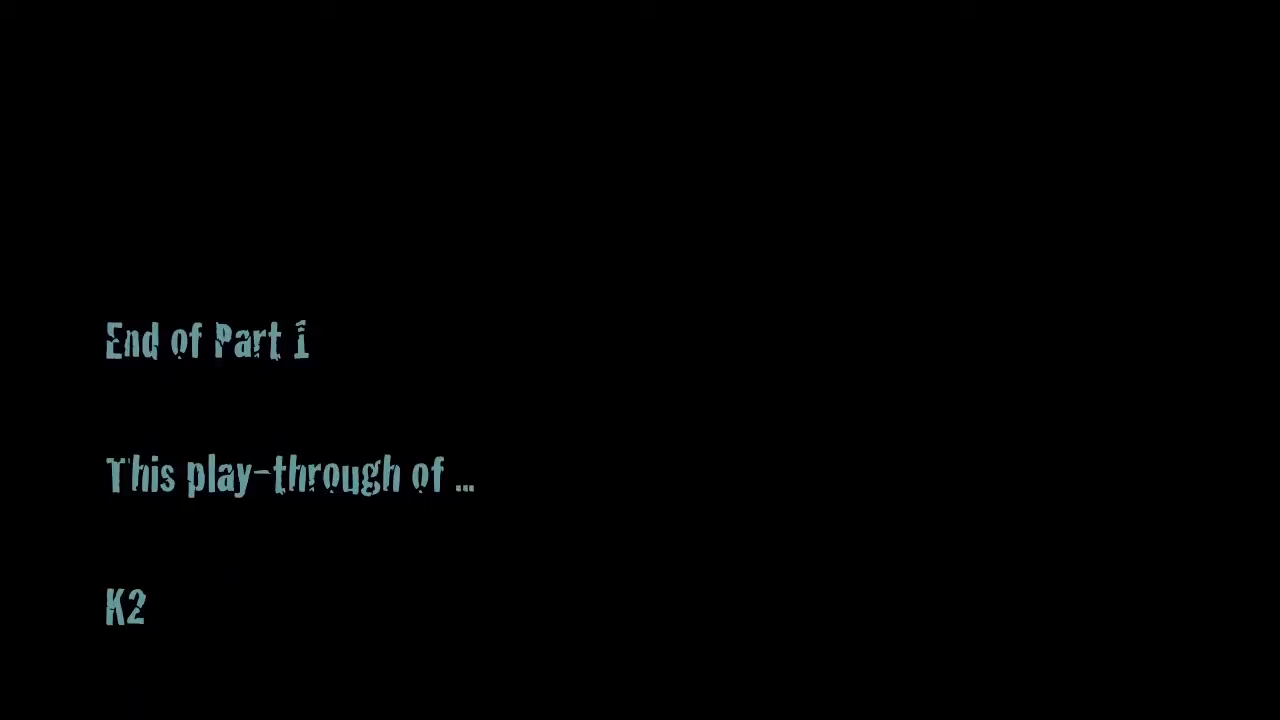 End of Part 1
This play-through of ...
K2